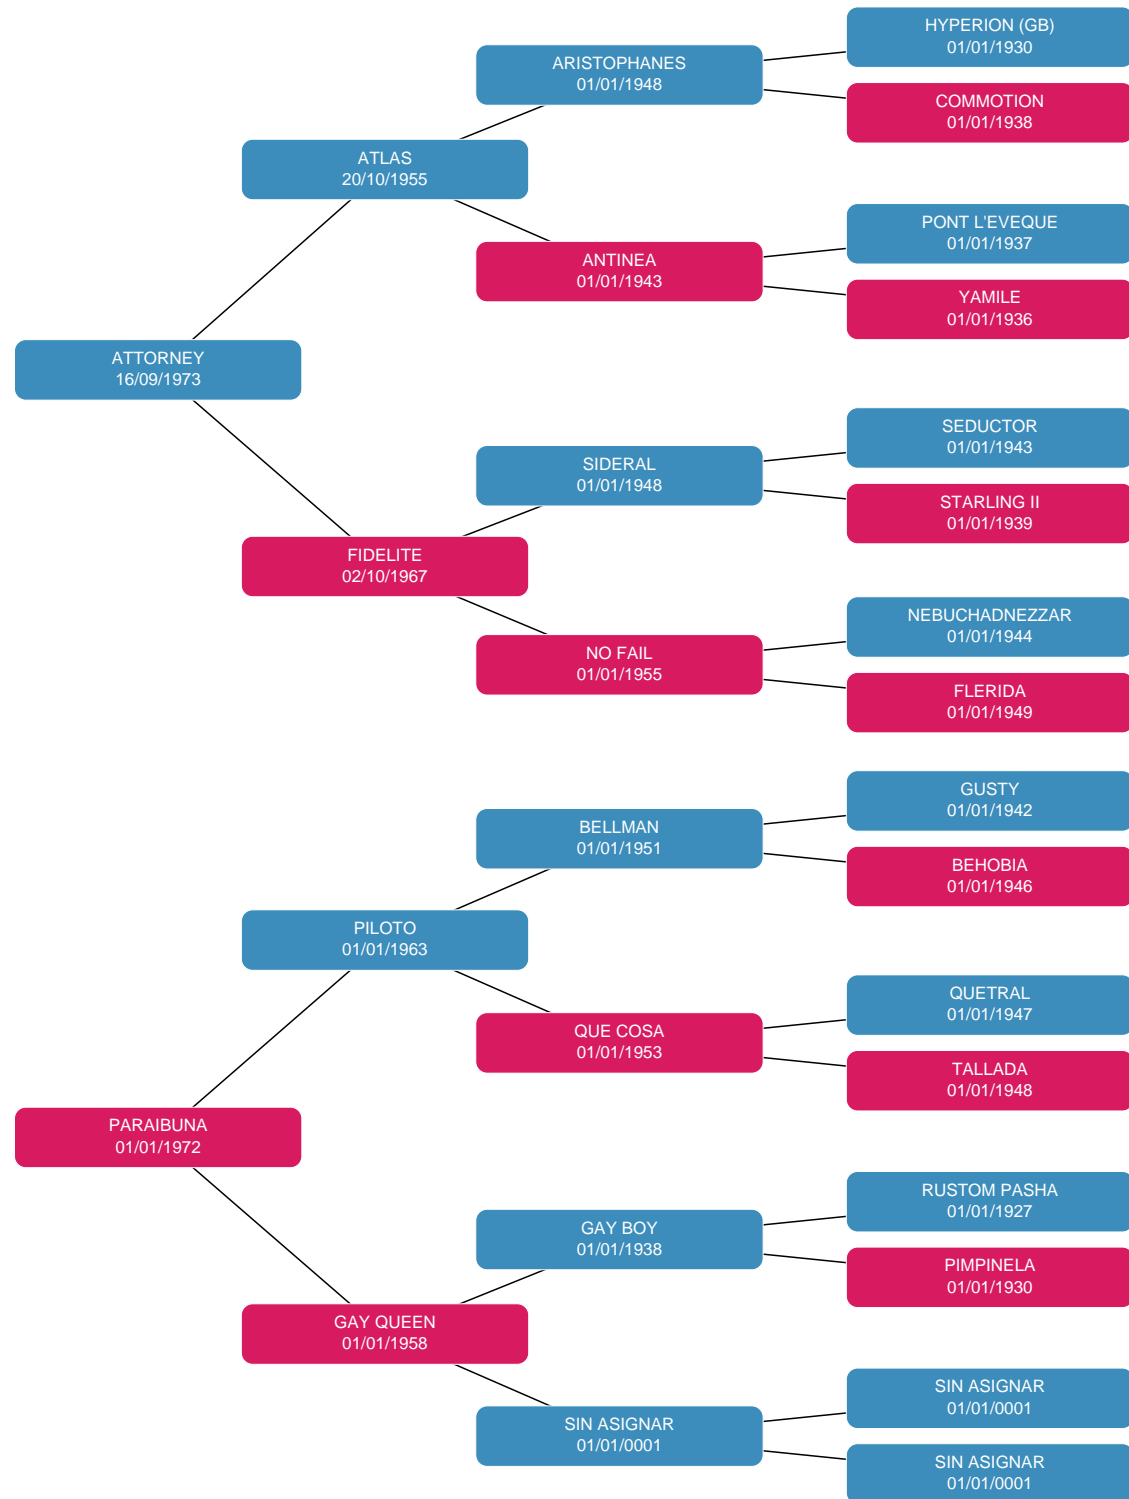 HYPERION (GB)
01/01/1930
ARISTOPHANES
01/01/1948
COMMOTION
01/01/1938
ATLAS
20/10/1955
PONT L'EVEQUE
01/01/1937
ANTINEA
01/01/1943
YAMILE
01/01/1936
ATTORNEY
16/09/1973
SEDUCTOR
01/01/1943
SIDERAL
01/01/1948
STARLING II
01/01/1939
FIDELITE
02/10/1967
NEBUCHADNEZZAR
01/01/1944
NO FAIL
01/01/1955
FLERIDA
01/01/1949
GUSTY
01/01/1942
BELLMAN
01/01/1951
BEHOBIA
01/01/1946
PILOTO
01/01/1963
QUETRAL
01/01/1947
QUE COSA
01/01/1953
TALLADA
01/01/1948
PARAIBUNA
01/01/1972
RUSTOM PASHA
01/01/1927
GAY BOY
01/01/1938
PIMPINELA
01/01/1930
GAY QUEEN
01/01/1958
SIN ASIGNAR
01/01/0001
SIN ASIGNAR
01/01/0001
SIN ASIGNAR
01/01/0001